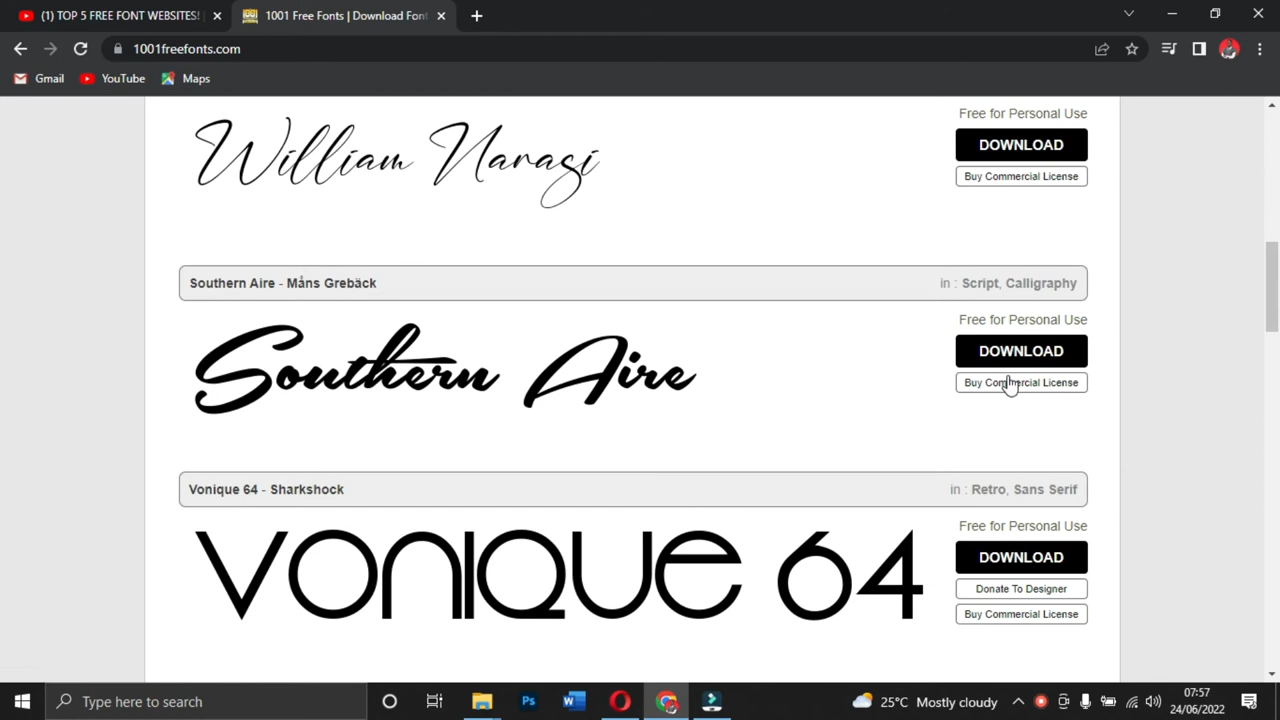 (1) TOP 5 FREE FONT WEBSITES!
1001 Free Fonts | Download Font
1001freefonts.com
Gmail
YouTube
Maps
William Narasi
Free for Personal Use
DOWNLOAD
Buy Commercial License
Southern Aire - Måns Grebäck
in : Script, Calligraphy
Southern Aire
Free for Personal Use
DOWNLOAD
Buy Commercial License
Vonique 64 - Sharkshock
in : Retro, Sans Serif
VONIQUE 64
Free for Personal Use
DOWNLOAD
Donate To Designer
Buy Commercial License
Type here to search
Ps
W
25°C Mostly cloudy
07:57
24/06/2022